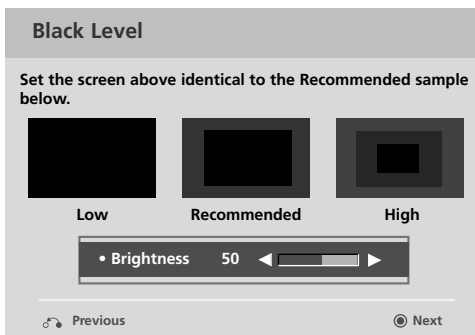 Black Level
Set the screen above identical to the Recommended sample
below.
Low Recommended High
• Brightness 50
Previous Next